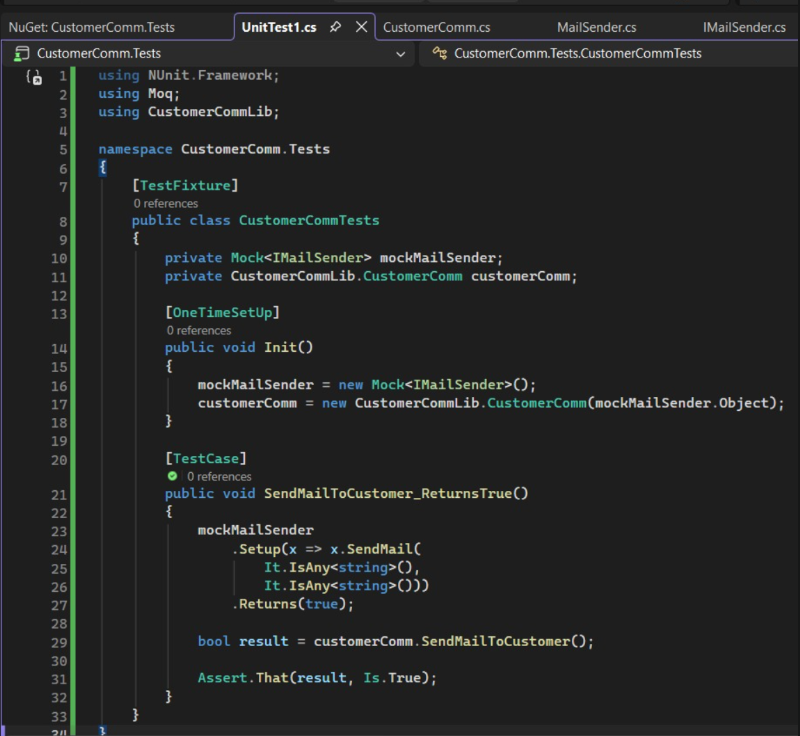 NuGet: CustomerComm.Tests
UnitTest1.cs
CustomerComm.cs
MailSender.cs
IMailSender.cs
CustomerComm.Tests
CustomerComm.Tests.CustomerCommTests
1 using NUnit.Framework;
2 using Moq;
3 using CustomerCommLib;
4
5 namespace CustomerComm.Tests
6 {
7 [TestFixture]
0 references
8 public class CustomerCommTests
9 {
10 private Mock<IMailSender> mockMailSender;
11 private CustomerCommLib.CustomerComm customerComm;
12
13 [OneTimeSetUp]
0 references
14 public void Init()
15 {
16 mockMailSender = new Mock<IMailSender>();
17 customerComm = new CustomerCommLib.CustomerComm(mockMailSender.Object);
18 }
19
20 [TestCase]
0 references
21 public void SendMailToCustomer_ReturnsTrue()
22 {
23 mockMailSender
24 .Setup(x => x.SendMail(
25 It.IsAny<string>(),
26 It.IsAny<string>()))
27 .Returns(true);
28
29 bool result = customerComm.SendMailToCustomer();
30
31 Assert.That(result, Is.True);
32 }
33 }
34 }